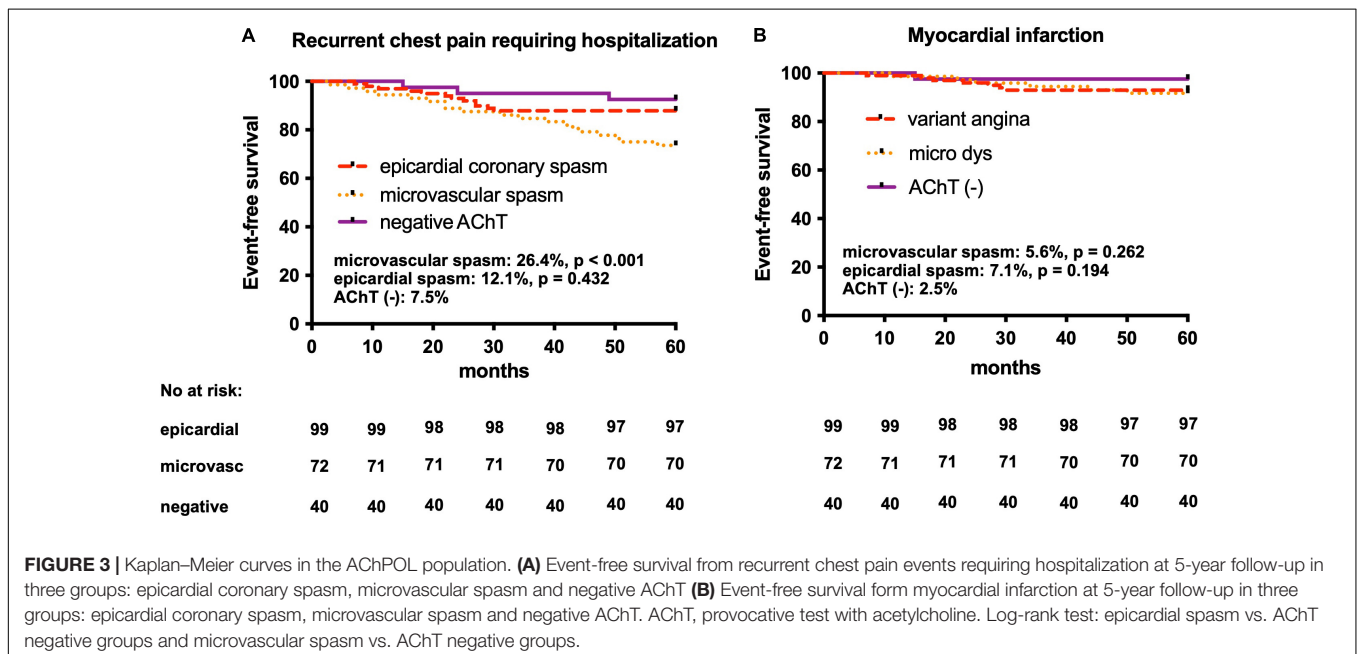 A Recurrent chest pain requiring hospitalization
Event-free survival
100
80
60
40
20
0
epicardial coronary spasm
microvascular spasm
negative AChT
microvascular spasm: 26.4%, p < 0.001
epicardial spasm: 12.1%, p = 0.432
AChT (-): 7.5%
0 10 20 30 40 50 60
months
B Myocardial infarction
Event-free survival
100
80
60
40
20
0
variant angina
micro dys
AChT (-)
microvascular spasm: 5.6%, p = 0.262
epicardial spasm: 7.1%, p = 0.194
AChT (-): 2.5%
0 10 20 30 40 50 60
months
No at risk:
epicardial 99 99 98 98 98 97 97 99 99 98 98 98 97 97
microvasc 72 71 71 71 70 70 70 72 71 71 71 70 70 70
negative 40 40 40 40 40 40 40 40 40 40 40 40 40 40
FIGURE 3 | Kaplan–Meier curves in the AChPOL population. (A) Event-free survival from recurrent chest pain events requiring hospitalization at 5-year follow-up in
three groups: epicardial coronary spasm, microvascular spasm and negative AChT (B) Event-free survival form myocardial infarction at 5-year follow-up in three
groups: epicardial coronary spasm, microvascular spasm and negative AChT. AChT, provocative test with acetylcholine. Log-rank test: epicardial spasm vs. AChT
negative groups and microvascular spasm vs. AChT negative groups.